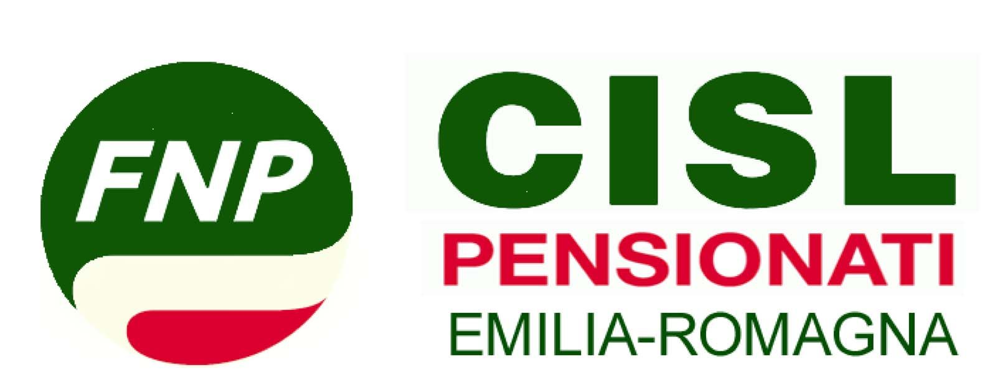 FNP
CISL
PENSIONATI
EMILIA-ROMAGNA